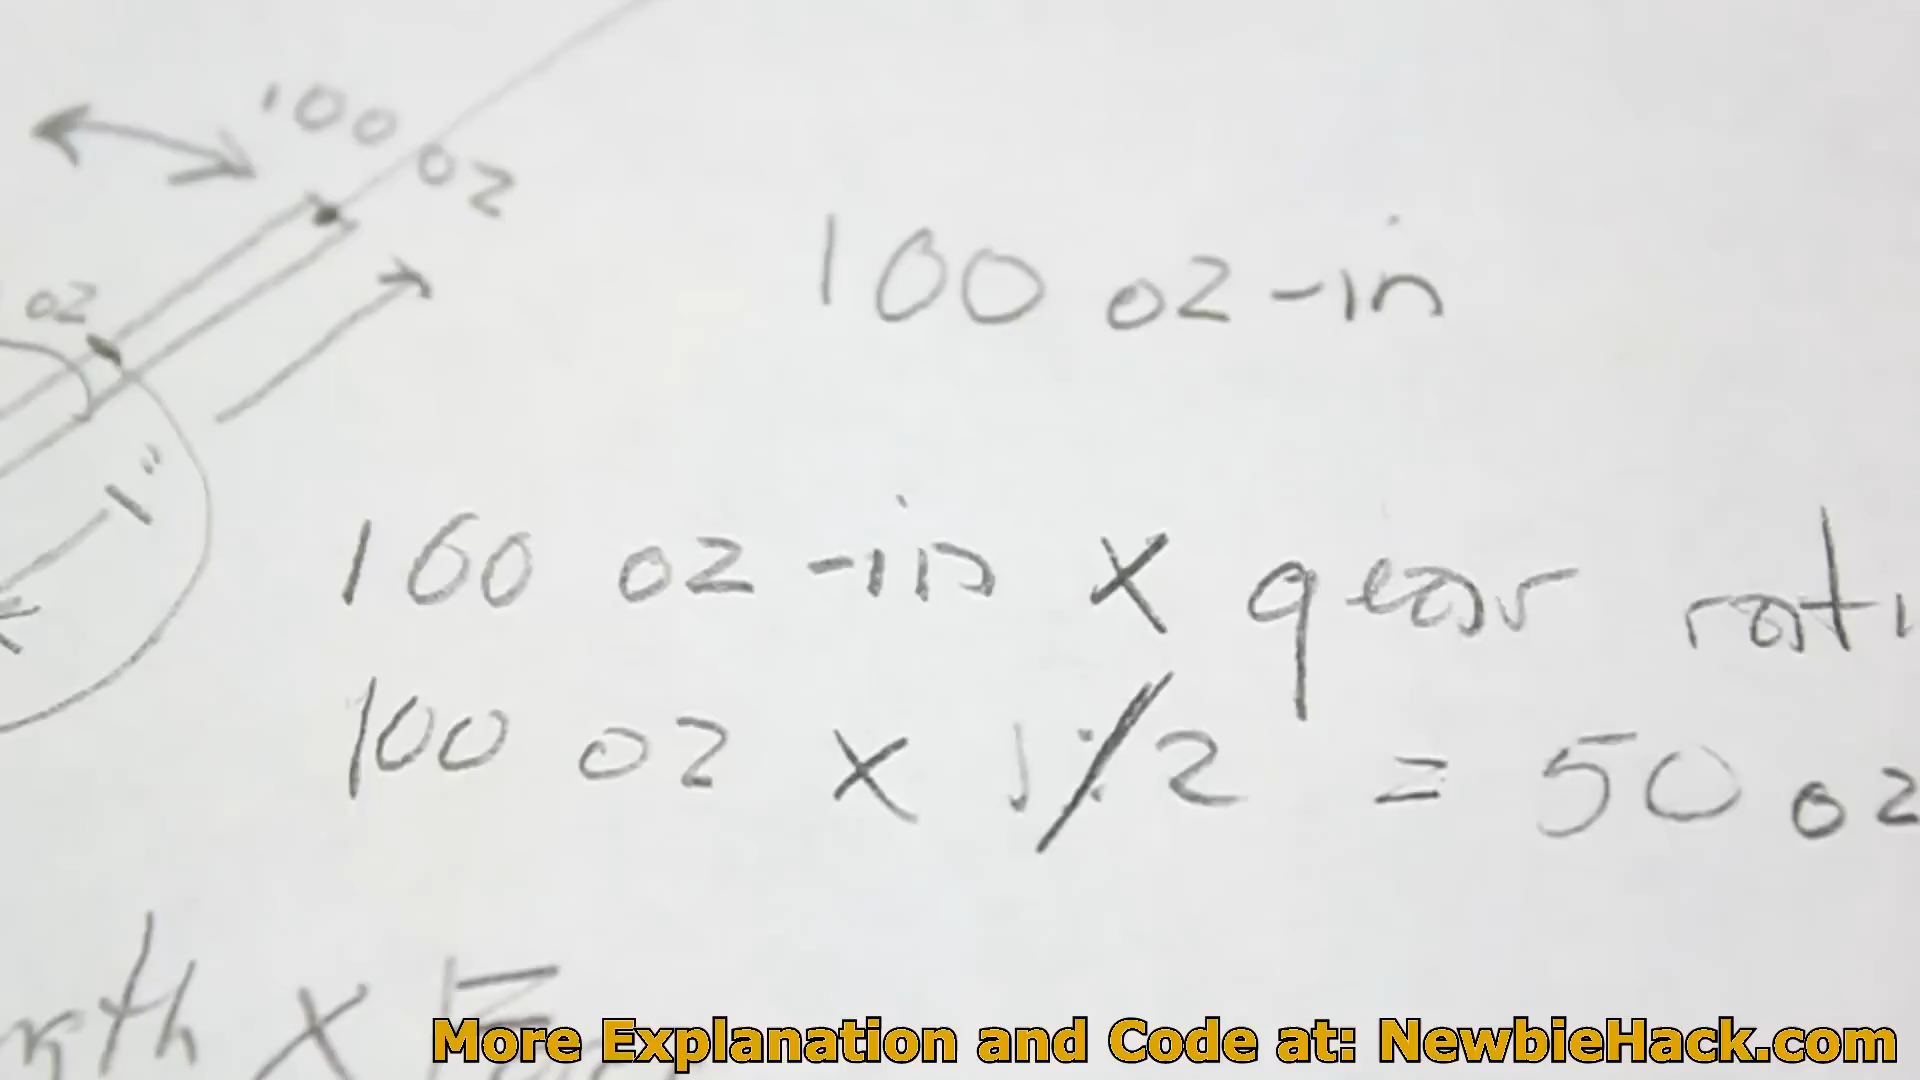 100 oz
oz
1"
100 oz-in
100 oz-in x gear rati
100 oz x 1/2 = 50 oz
x
More Explanation and Code at: NewbieHack.com